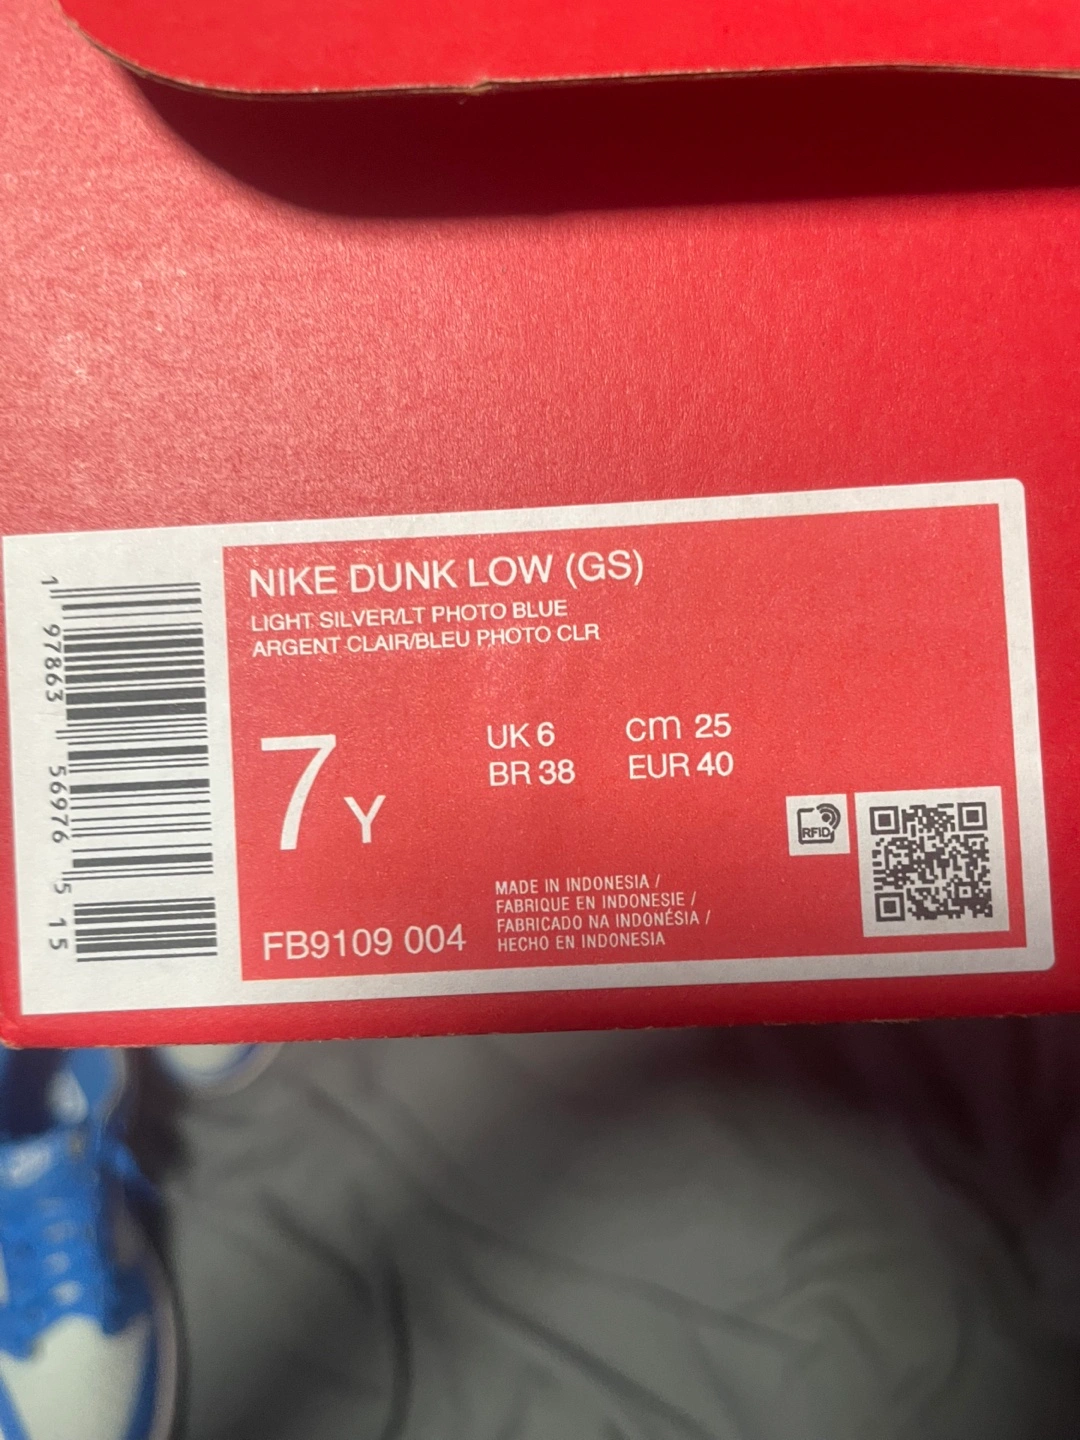 NIKE DUNK LOW (GS)
LIGHT SILVER/LT PHOTO BLUE
ARGENT CLAIR/BLEU PHOTO CLR
7Y
UK 6 cm 25
BR 38 EUR 40
RFID
MADE IN INDONESIA /
FABRIQUE EN INDONESIE /
FABRICADO NA INDONÉSIA /
HECHO EN INDONESIA
FB9109 004
1 97863 56976 5 15